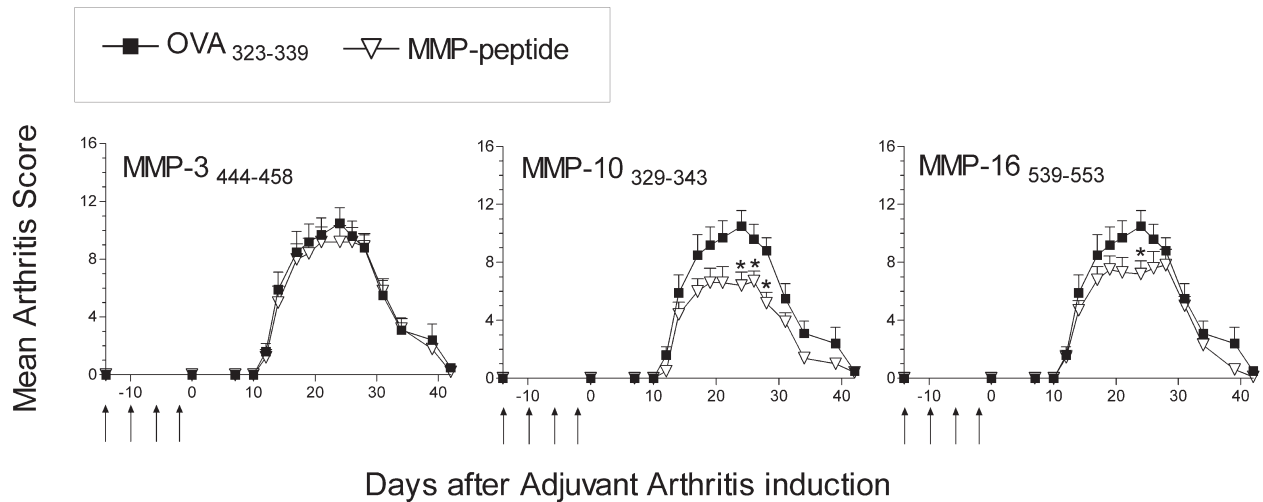 OVA 323-339 MMP-peptide
Mean Arthritis Score
MMP-3 444-458
16
12
8
4
0
-10 0 10 20 30 40
MMP-10 329-343
16
12
8
4
0
* * *
-10 0 10 20 30 40
MMP-16 539-553
16
12
8
4
0
*
-10 0 10 20 30 40
Days after Adjuvant Arthritis induction